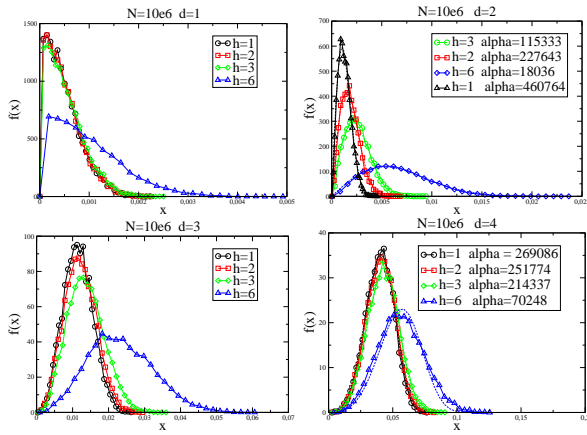 N=10e6 d=1
f(x)
1500
1000
500
0
h=1
h=2
h=3
h=6
0
0,001
0,002
0,003
0,004
0,005
x
N=10e6 d=2
f(x)
700
600
500
400
300
200
100
0
h=3 alpha=115333
h=2 alpha=227643
h=6 alpha=18036
h=1 alpha=460764
0
0,005
0,01
0,015
0,02
x
N=10e6 d=3
f(x)
100
80
60
40
20
0
h=1
h=2
h=3
h=6
0
0,01
0,02
0,03
0,04
0,05
0,06
0,07
x
N=10e6 d=4
f(x)
40
30
20
10
0
h=1 alpha = 269086
h=2 alpha=251774
h=3 alpha=214337
h=6 alpha=70248
0
0,05
0,1
0,15
x